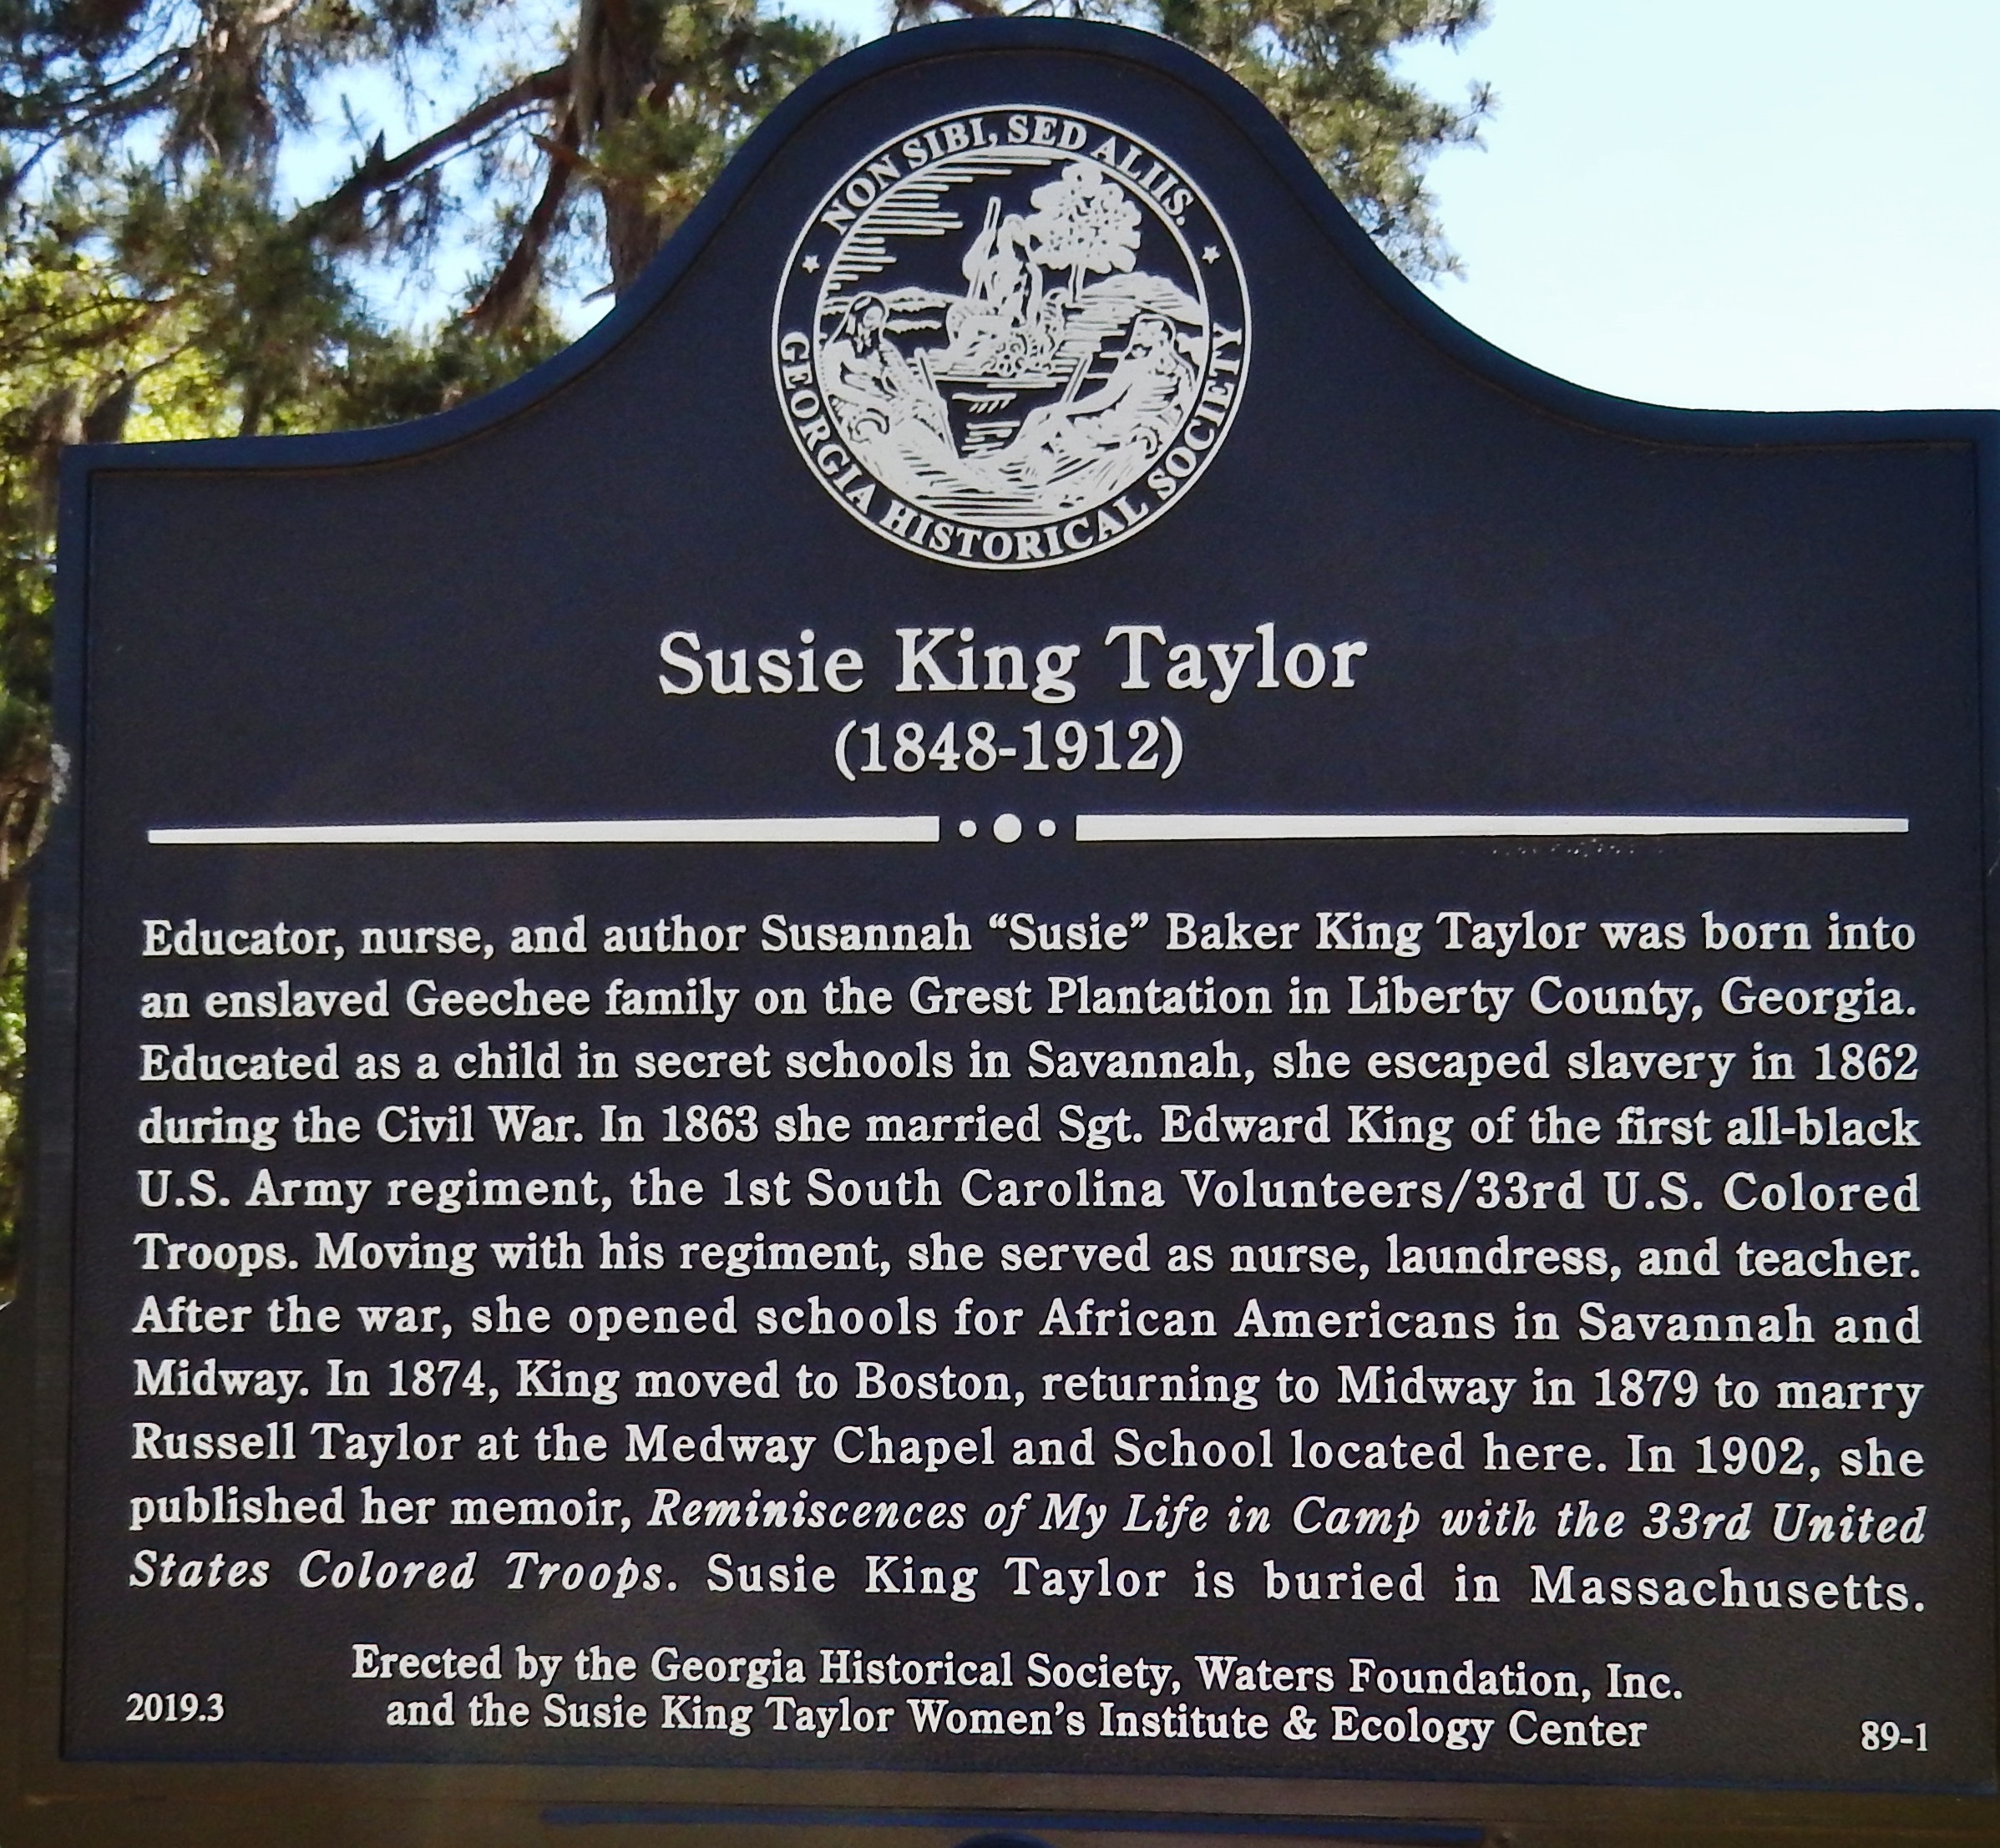 NON SIBI, SED ALIIS.
GEORGIA HISTORICAL SOCIETY
Susie King Taylor
(1848-1912)
Educator, nurse, and author Susannah “Susie” Baker King Taylor was born into
an enslaved Geechee family on the Grest Plantation in Liberty County, Georgia.
Educated as a child in secret schools in Savannah, she escaped slavery in 1862
during the Civil War. In 1863 she married Sgt. Edward King of the first all-black
U.S. Army regiment, the 1st South Carolina Volunteers/33rd U.S. Colored
Troops. Moving with his regiment, she served as nurse, laundress, and teacher.
After the war, she opened schools for African Americans in Savannah and
Midway. In 1874, King moved to Boston, returning to Midway in 1879 to marry
Russell Taylor at the Medway Chapel and School located here. In 1902, she
published her memoir, Reminiscences of My Life in Camp with the 33rd United
States Colored Troops. Susie King Taylor is buried in Massachusetts.
Erected by the Georgia Historical Society, Waters Foundation, Inc.
and the Susie King Taylor Women’s Institute & Ecology Center
2019.3
89-1